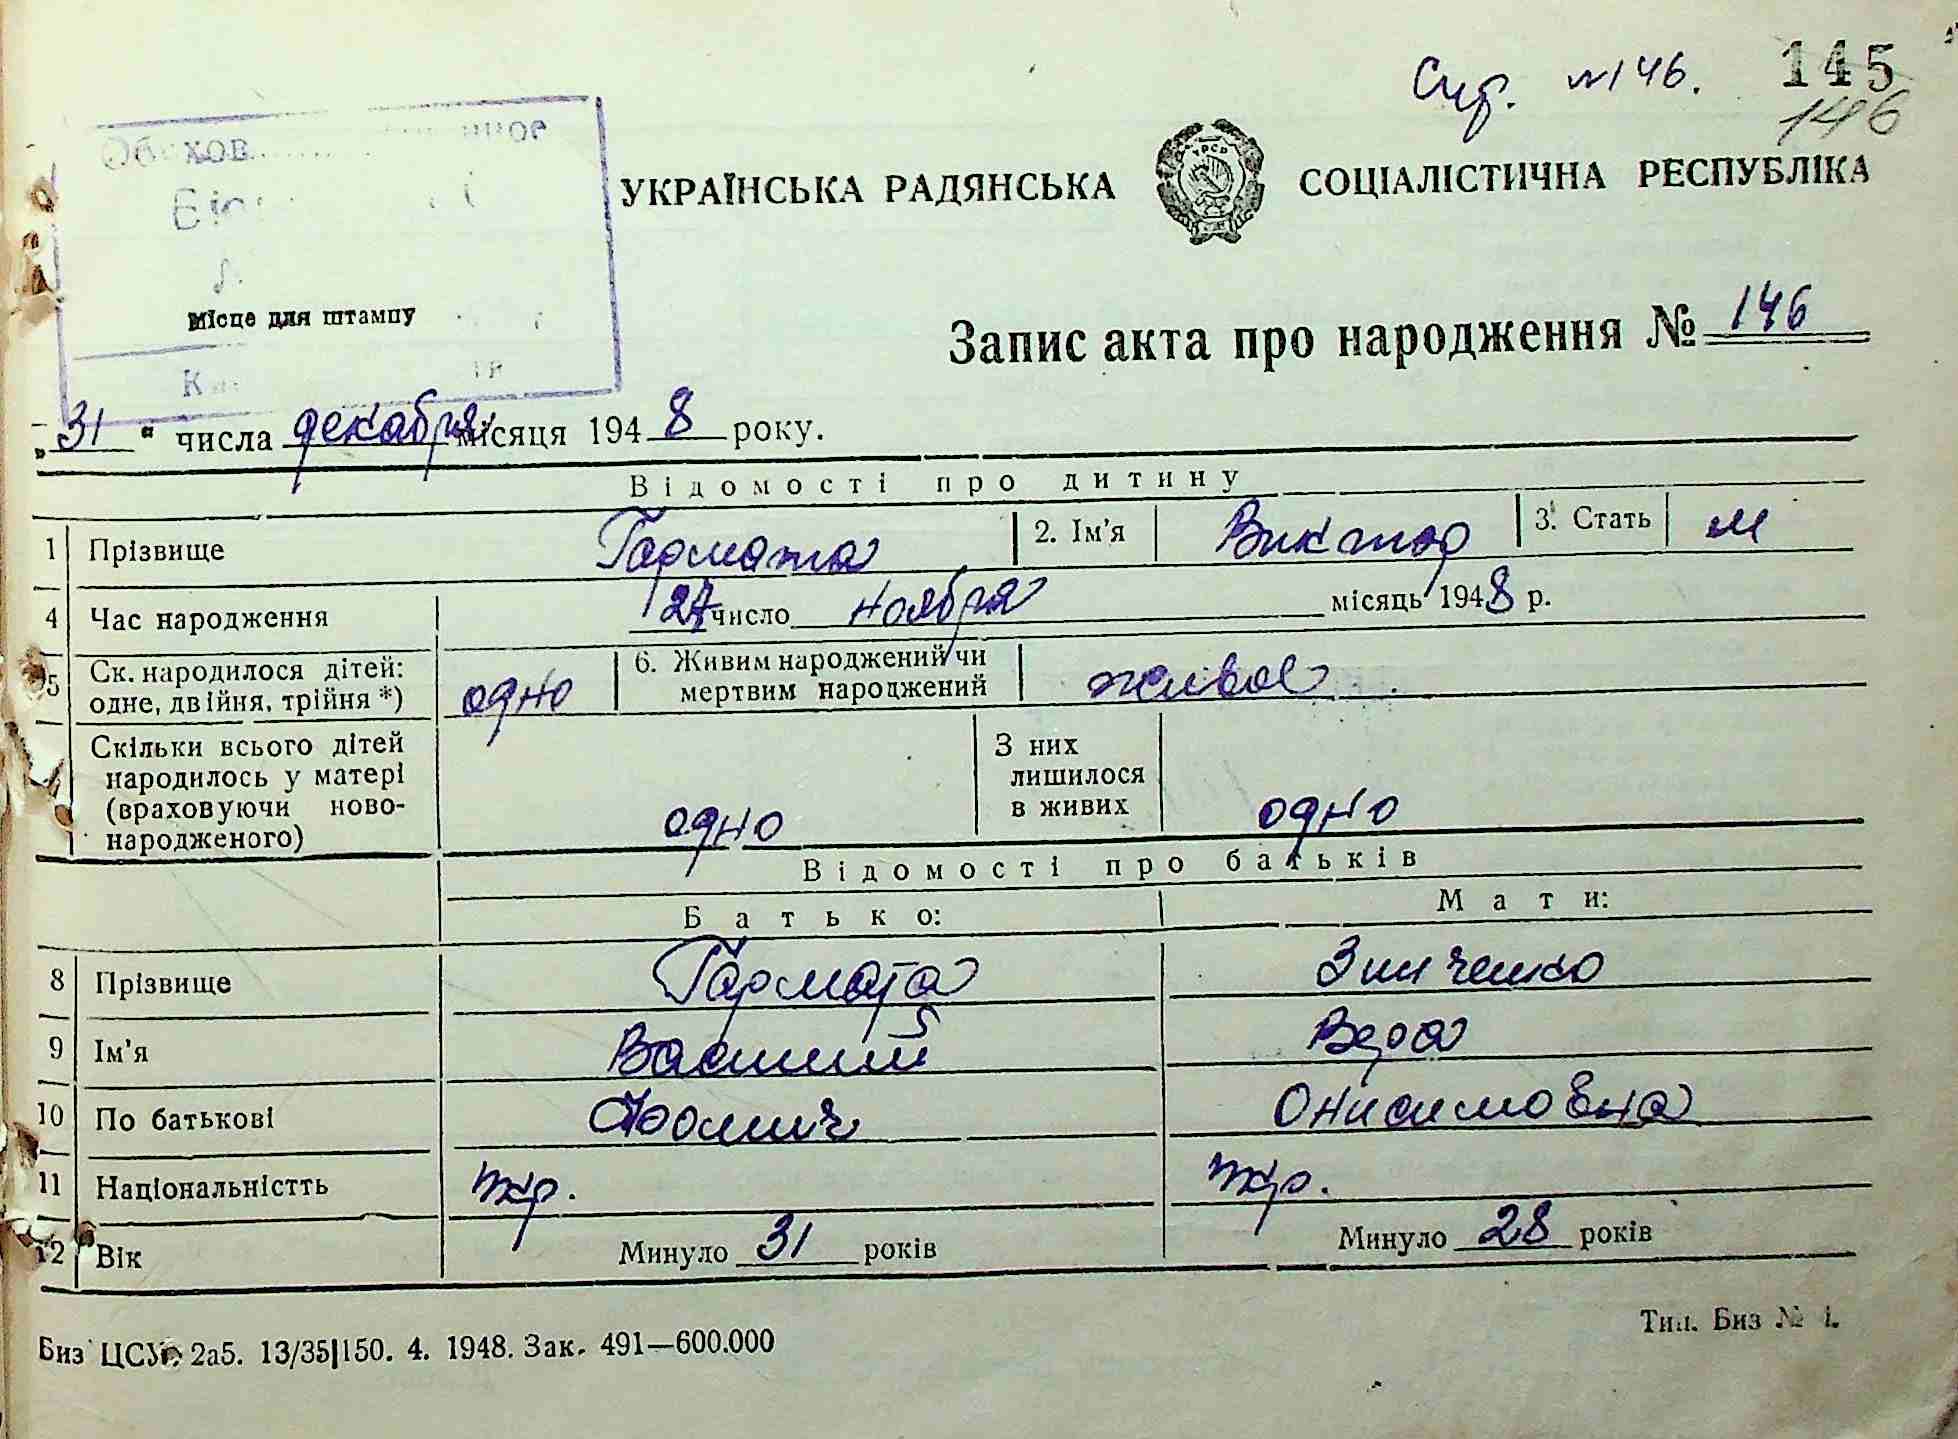 Стр. №146. 145
146
УКРАЇНСЬКА РАДЯНСЬКА СОЦІАЛІСТИЧНА РЕСПУБЛІКА
Місце для штампу
Запис акта про народження № 146
„31“ числа декабря місяця 1948 року.
Відомості про дитину
1 Прізвище Гармата 2. Ім’я Виктор 3. Стать м
4 Час народження 27 число ноября місяць 1948 р.
5 Ск. народилося дітей: одно 6. Живим народжений чи живое
одне, двійня, трійня *) мертвим народжений
Скільки всього дітей З них
народилось у матері лишилося
(враховуючи ново- одно в живих одно
народженого)
Відомості про батьків
Батько: Мати:
8 Прізвище Гармата Зинченко
9 Ім’я Василий Вера
10 По батькові Фомич Онисимовна
11 Національністть укр. укр.
12 Вік Минуло 31 років Минуло 28 років
Биз ЦСУ 2а5. 13/35|150. 4. 1948. Зак. 491—600.000 Тип. Биз № 1.